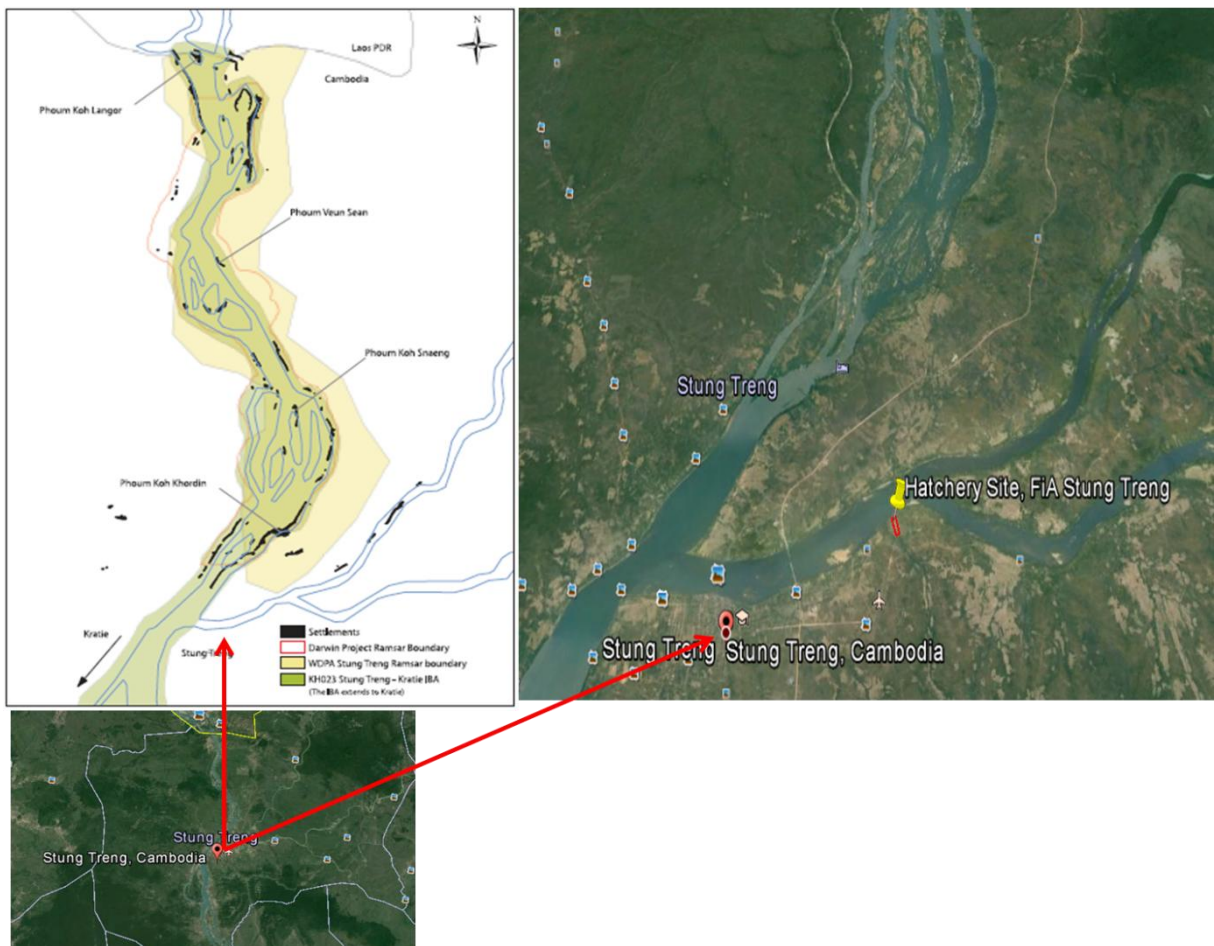 N
Laos PDR
Cambodia
Phoum Koh Langor
Phoum Veun Sean
Phoum Koh Snaeng
Phoum Koh Khordin
Kratie
Stung
Settlements
Darwin Project Ramsar Boundary
WDPA Stung Treng Ramsar boundary
KH023 Stung Treng – Kratie IBA
(The IBA extends to Kratie)
Stung Treng
Hatchery Site, FiA Stung Treng
Stung Treng
Stung Treng, Cambodia
Stung Treng
Stung Treng, Cambodia